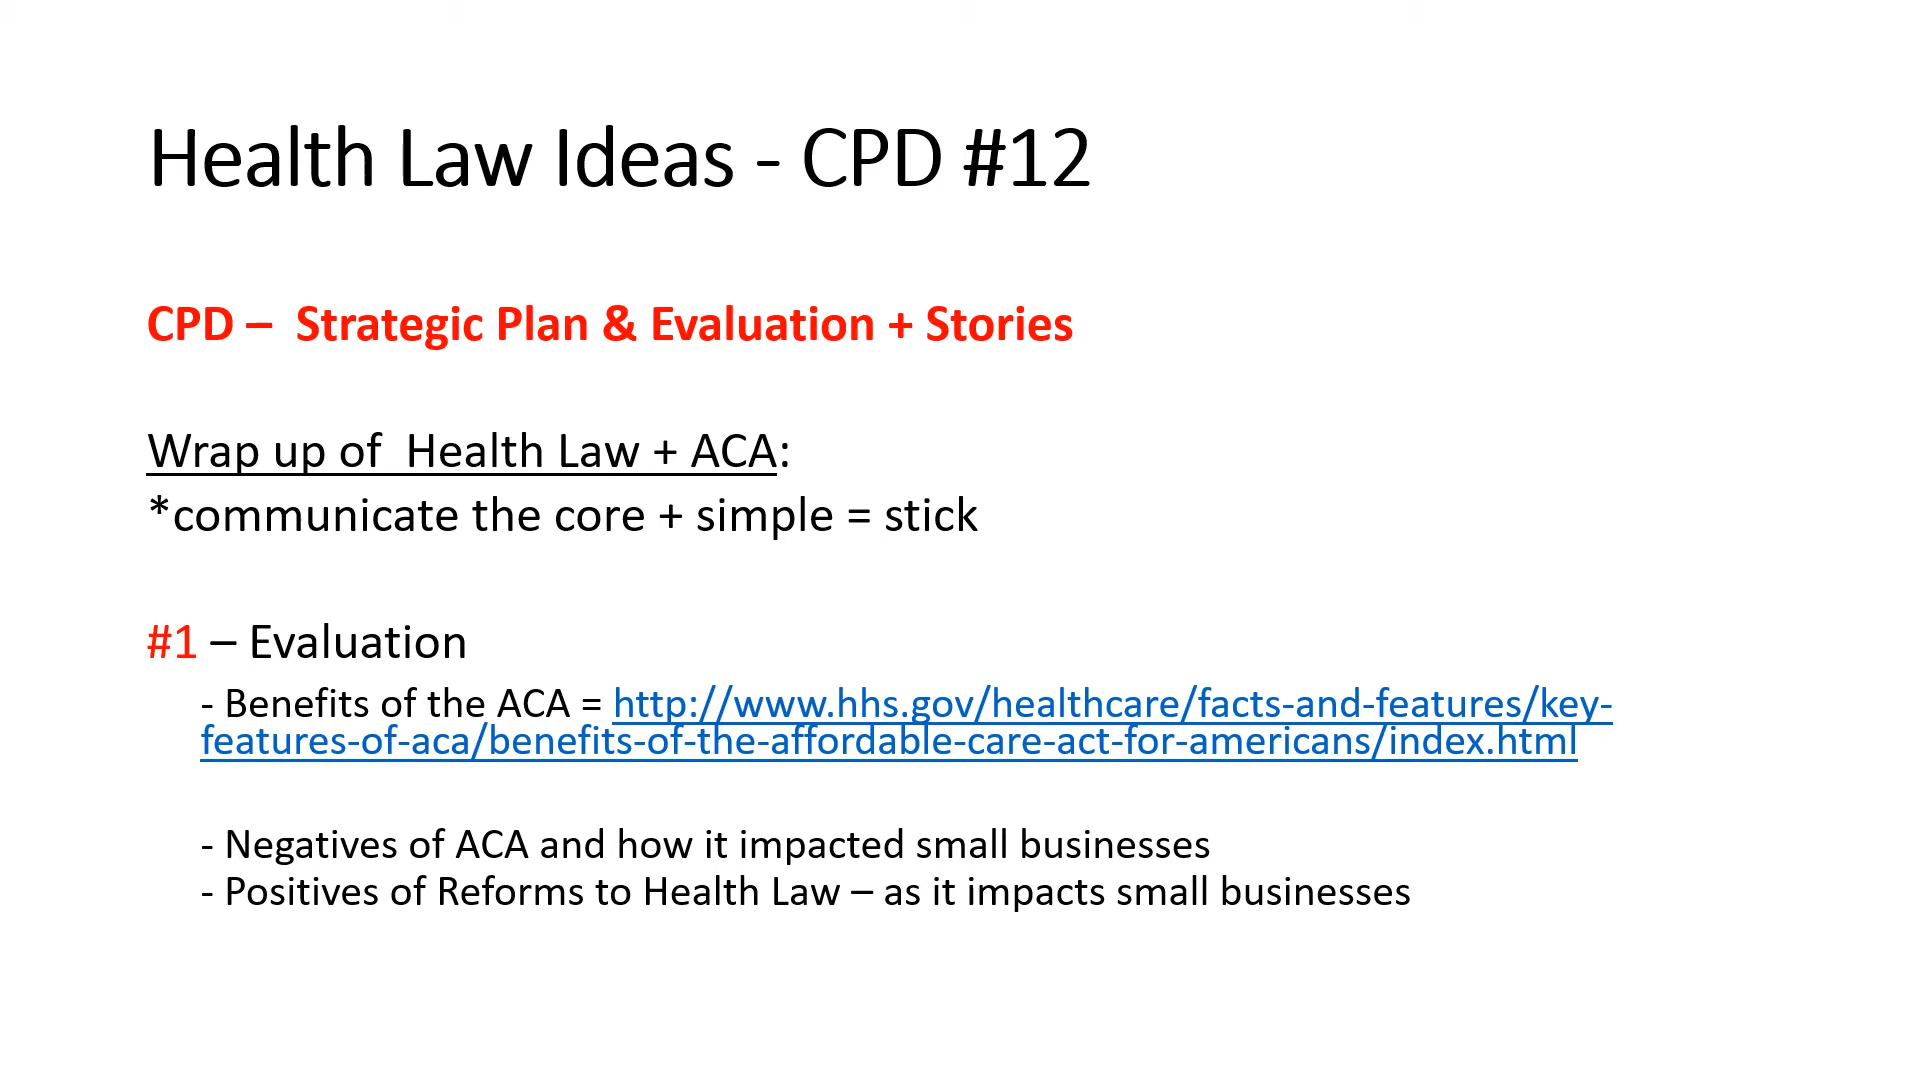 Health Law Ideas - CPD #12
CPD –  Strategic Plan & Evaluation + Stories
Wrap up of  Health Law + ACA:
*communicate the core + simple = stick
#1 – Evaluation
- Benefits of the ACA = http://www.hhs.gov/healthcare/facts-and-features/key-
features-of-aca/benefits-of-the-affordable-care-act-for-americans/index.html
- Negatives of ACA and how it impacted small businesses
- Positives of Reforms to Health Law – as it impacts small businesses